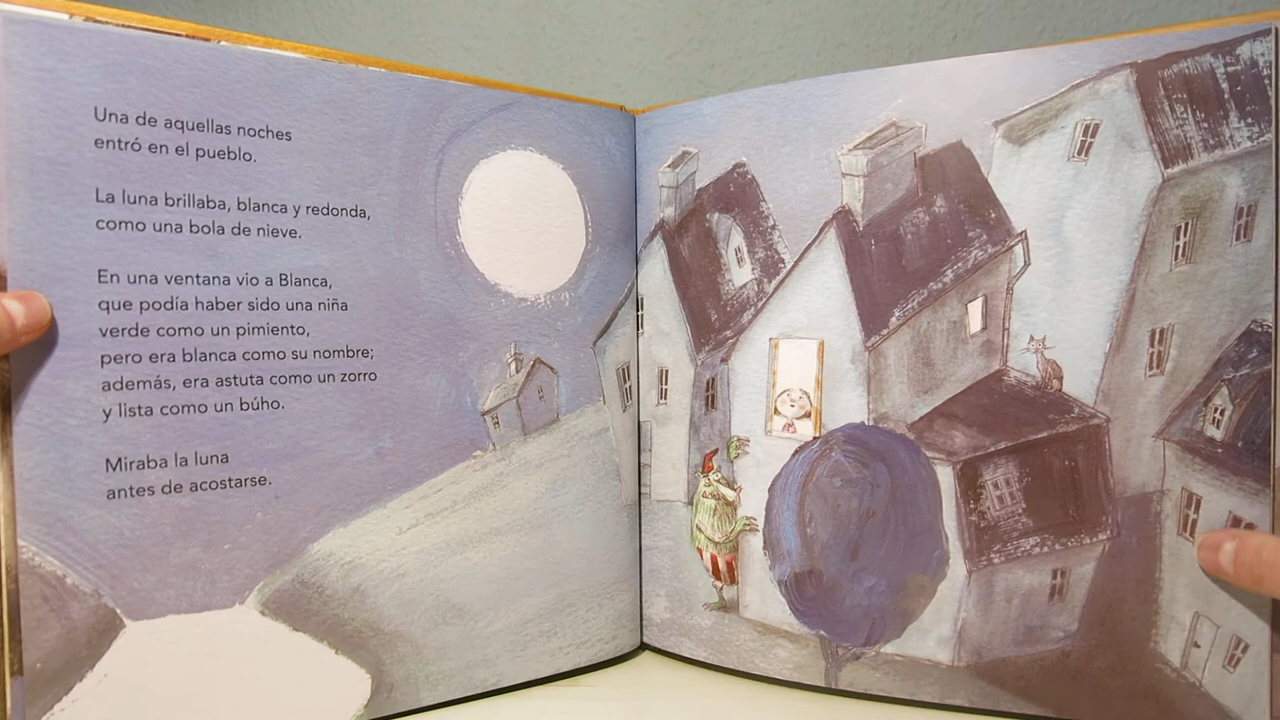 Una de aquellas noches
entró en el pueblo.
La luna brillaba, blanca y redonda,
como una bola de nieve.
En una ventana vio a Blanca,
que podía haber sido una niña
verde como un pimiento,
pero era blanca como su nombre;
además, era astuta como un zorro
y lista como un búho.
Miraba la luna
antes de acostarse.